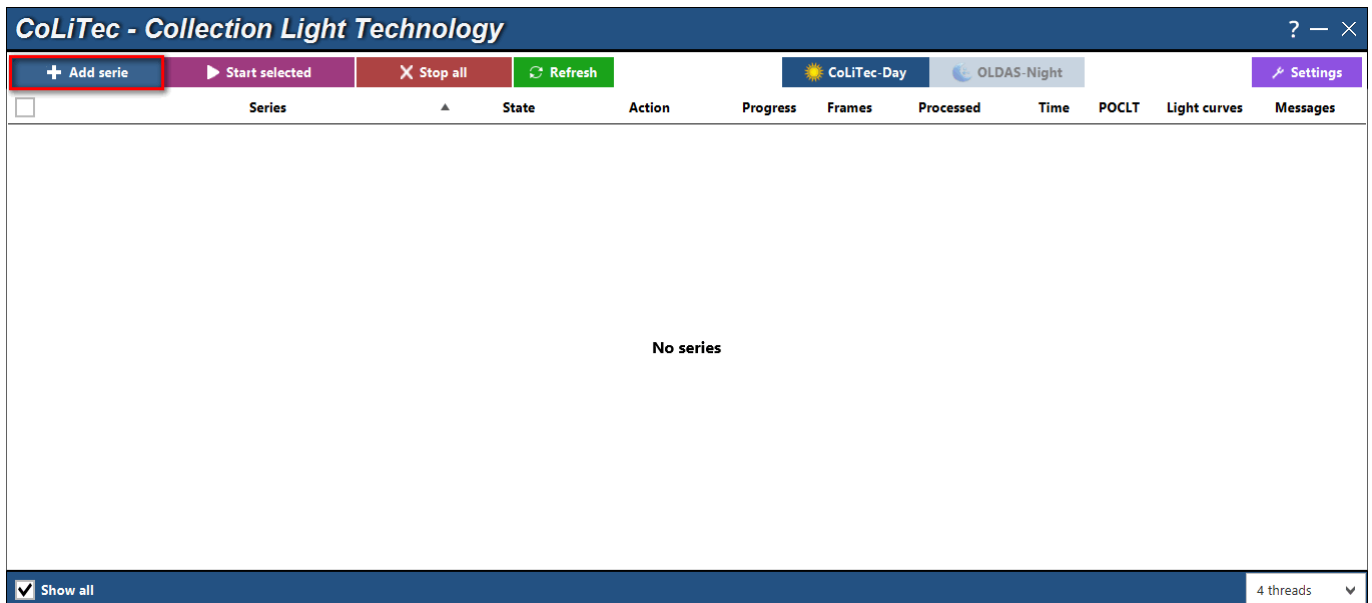 CoLiTec - Collection Light Technology
Add serie Start selected Stop all Refresh CoLiTec-Day OLDAS-Night Settings
Series State Action Progress Frames Processed Time POCLT Light curves Messages
No series
Show all 4 threads